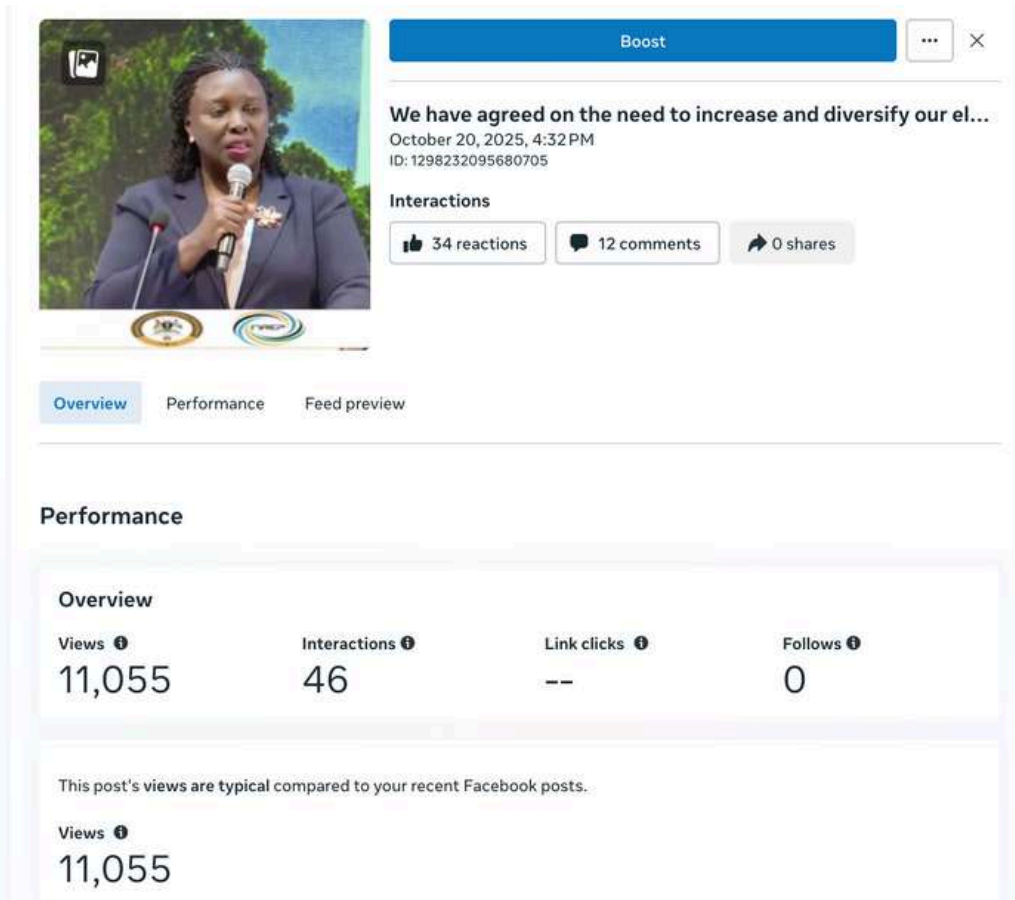 Boost
We have agreed on the need to increase and diversify our el...
October 20, 2025, 4:32 PM
ID: 1298232095680705
Interactions
34 reactions
12 comments
0 shares
Overview
Performance
Feed preview
Performance
Overview
Views
Interactions
Link clicks
Follows
11,055
46
--
0
This post's views are typical compared to your recent Facebook posts.
Views
11,055